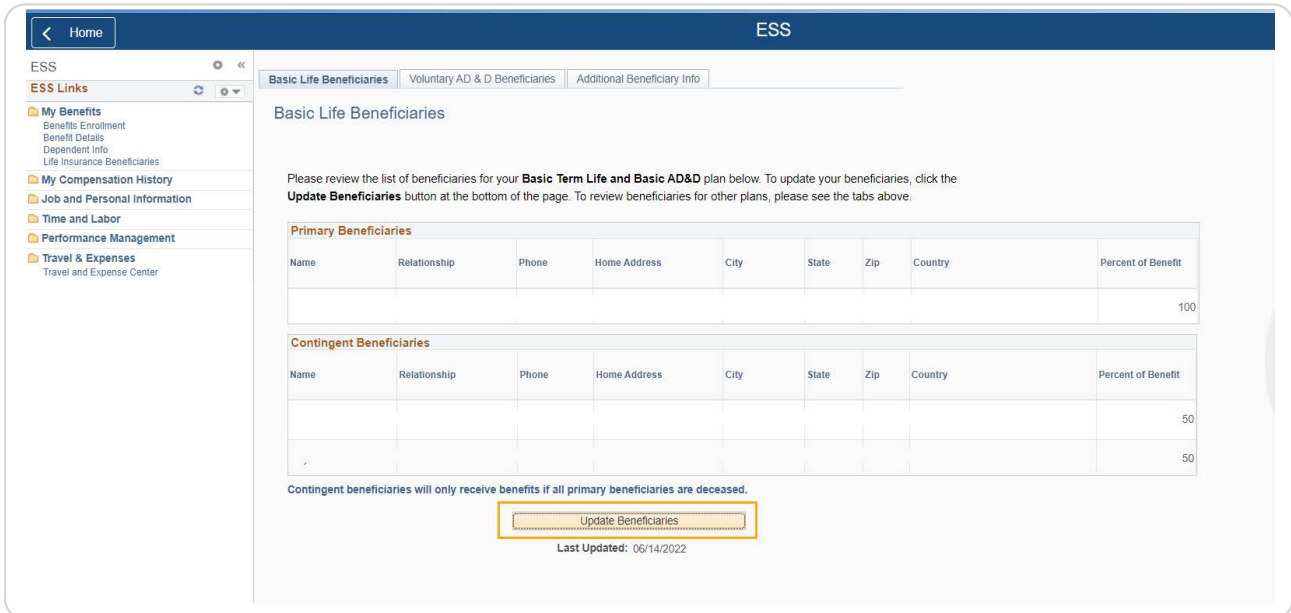 Home
ESS
ESS
ESS Links
My Benefits
Benefits Enrollment
Benefit Details
Dependent Info
Life Insurance Beneficiaries
My Compensation History
Job and Personal Information
Time and Labor
Performance Management
Travel & Expenses
Travel and Expense Center
Basic Life Beneficiaries Voluntary AD & D Beneficiaries Additional Beneficiary Info
Basic Life Beneficiaries
Please review the list of beneficiaries for your Basic Term Life and Basic AD&D plan below. To update your beneficiaries, click the
Update Beneficiaries button at the bottom of the page. To review beneficiaries for other plans, please see the tabs above.
Primary Beneficiaries
Name Relationship Phone Home Address City State Zip Country Percent of Benefit
100
Contingent Beneficiaries
Name Relationship Phone Home Address City State Zip Country Percent of Benefit
50
50
Contingent beneficiaries will only receive benefits if all primary beneficiaries are deceased.
Update Beneficiaries
Last Updated: 06/14/2022